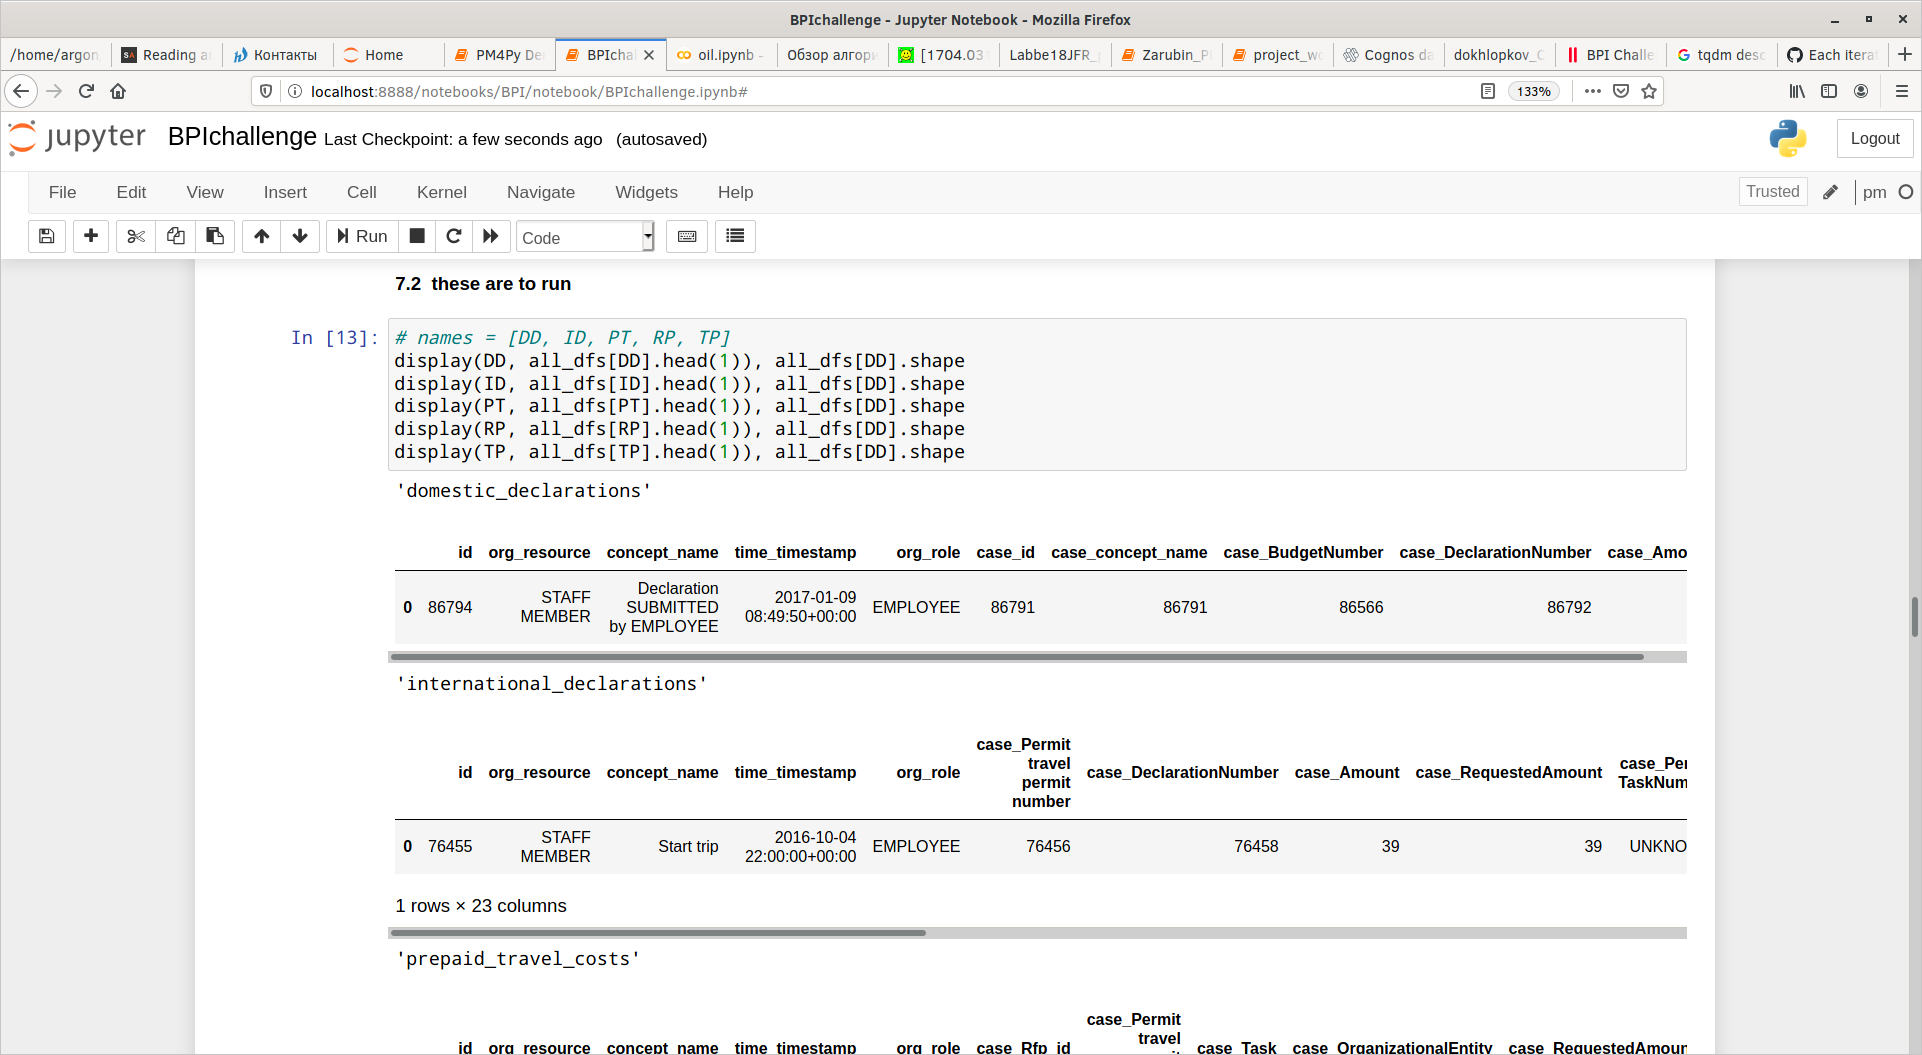 BPIchallenge - Jupyter Notebook - Mozilla Firefox
/home/argon
Reading a
Контакты
Home
PM4Py De
BPIchal
oil.ipynb -
Обзор алгори
[1704.03
Labbe18JFR_
Zarubin_P
project_wo
Cognos da
dokhlopkov_C
BPI Challe
tqdm desc
Each itera
localhost:8888/notebooks/BPI/notebook/BPIchallenge.ipynb#
133%
jupyter
BPIchallenge Last Checkpoint: a few seconds ago (autosaved)
Logout
File Edit View Insert Cell Kernel Navigate Widgets Help
Trusted
pm
Run
Code
7.2 these are to run
In [13]:
# names = [DD, ID, PT, RP, TP]
display(DD, all_dfs[DD].head(1)), all_dfs[DD].shape
display(ID, all_dfs[ID].head(1)), all_dfs[DD].shape
display(PT, all_dfs[PT].head(1)), all_dfs[DD].shape
display(RP, all_dfs[RP].head(1)), all_dfs[DD].shape
display(TP, all_dfs[TP].head(1)), all_dfs[DD].shape
'domestic_declarations'
id org_resource concept_name time_timestamp org_role case_id case_concept_name case_BudgetNumber case_DeclarationNumber case_Amo
0 86794 STAFF MEMBER Declaration SUBMITTED by EMPLOYEE 2017-01-09 08:49:50+00:00 EMPLOYEE 86791 86791 86566 86792
'international_declarations'
id org_resource concept_name time_timestamp org_role case_Permit travel permit number case_DeclarationNumber case_Amount case_RequestedAmount case_Per TaskNum
0 76455 STAFF MEMBER Start trip 2016-10-04 22:00:00+00:00 EMPLOYEE 76456 76458 39 39 UNKNO
1 rows × 23 columns
'prepaid_travel_costs'
case_Permit
travel
id org_resource concept_name time_timestamp org_role case_Rfp_id case_Task case_OrganizationalEntity case_RequestedAmoun